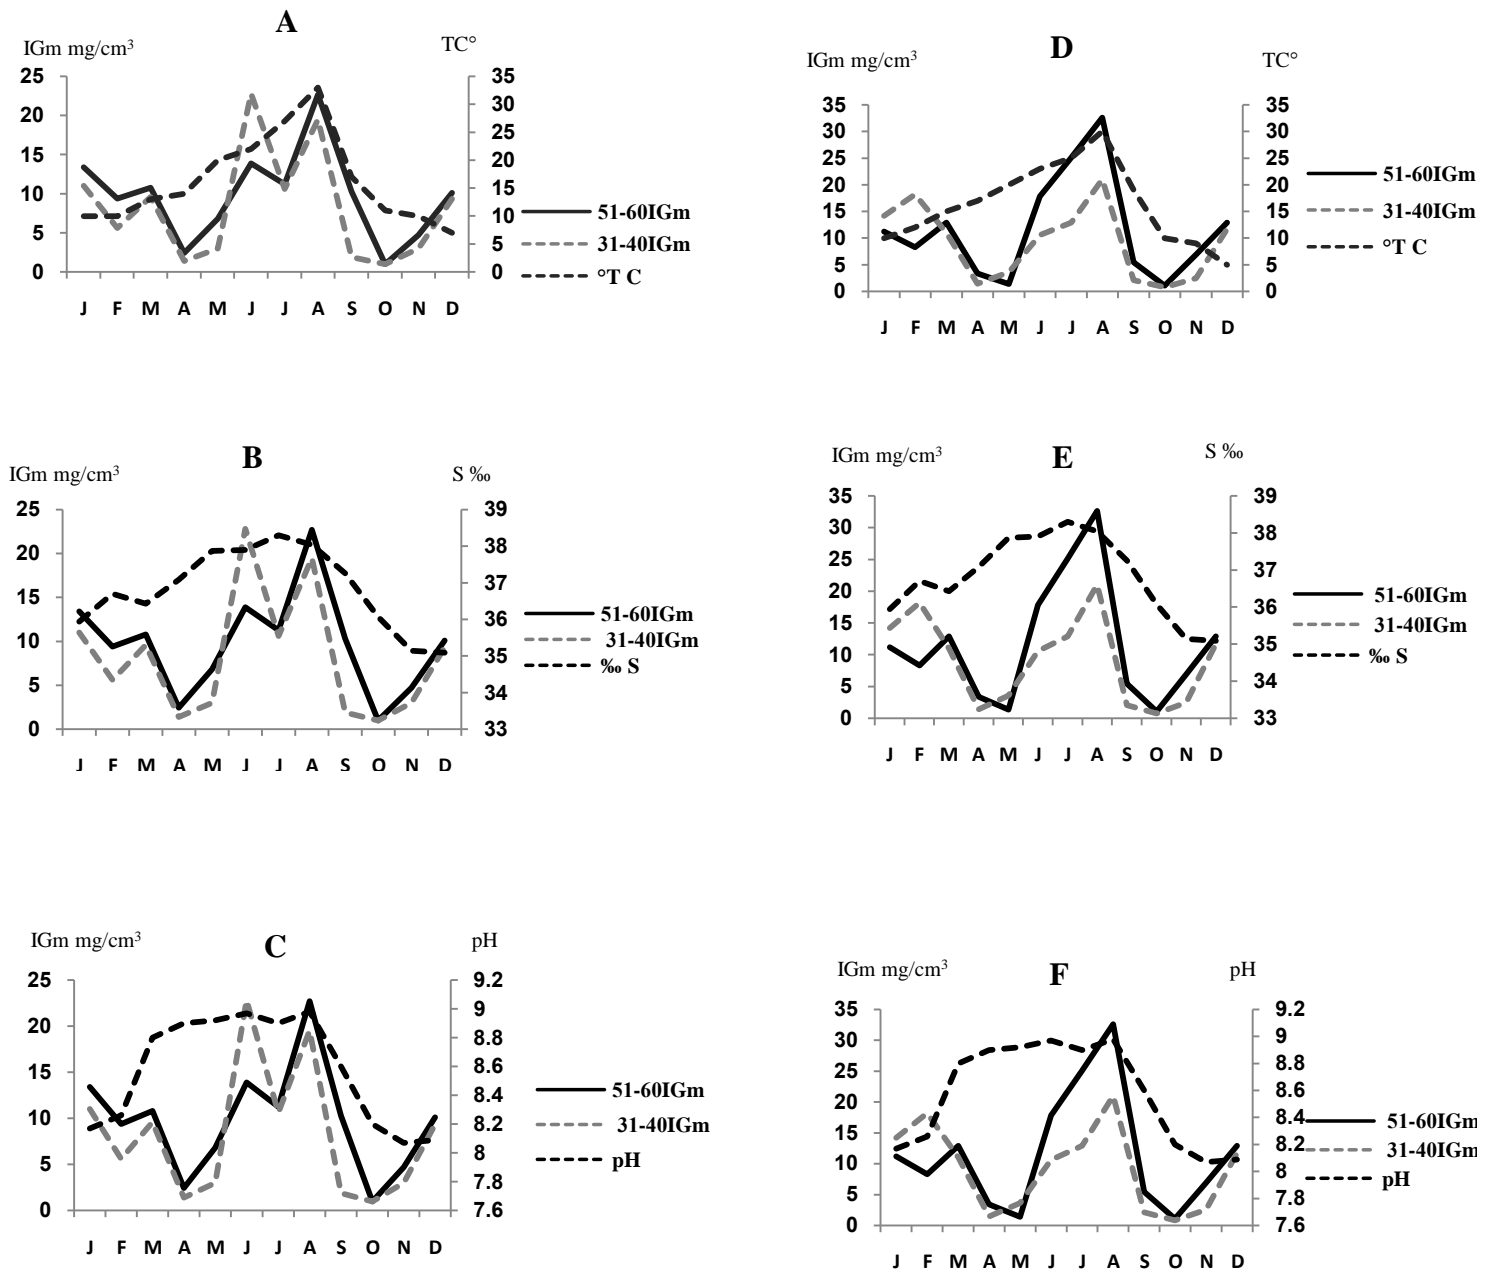 A
IGm mg/cm³
TC°
25
20
15
10
5
0
35
30
25
20
15
10
5
0
J F M A M J J A S O N D
51-60IGm
31-40IGm
°T C
D
IGm mg/cm³
TC°
35
30
25
20
15
10
5
0
35
30
25
20
15
10
5
0
J F M A M J J A S O N D
51-60IGm
31-40IGm
°T C
B
IGm mg/cm³
S ‰
25
20
15
10
5
0
39
38
37
36
35
34
33
J F M A M J J A S O N D
51-60IGm
31-40IGm
‰ S
E
IGm mg/cm³
S ‰
35
30
25
20
15
10
5
0
39
38
37
36
35
34
33
J F M A M J J A S O N D
51-60IGm
31-40IGm
‰ S
C
IGm mg/cm³
pH
25
20
15
10
5
0
9.2
9
8.8
8.6
8.4
8.2
8
7.8
7.6
J F M A M J J A S O N D
51-60IGm
31-40IGm
pH
F
IGm mg/cm³
pH
35
30
25
20
15
10
5
0
9.2
9
8.8
8.6
8.4
8.2
8
7.8
7.6
J F M A M J J A S O N D
51-60IGm
31-40IGm
pH